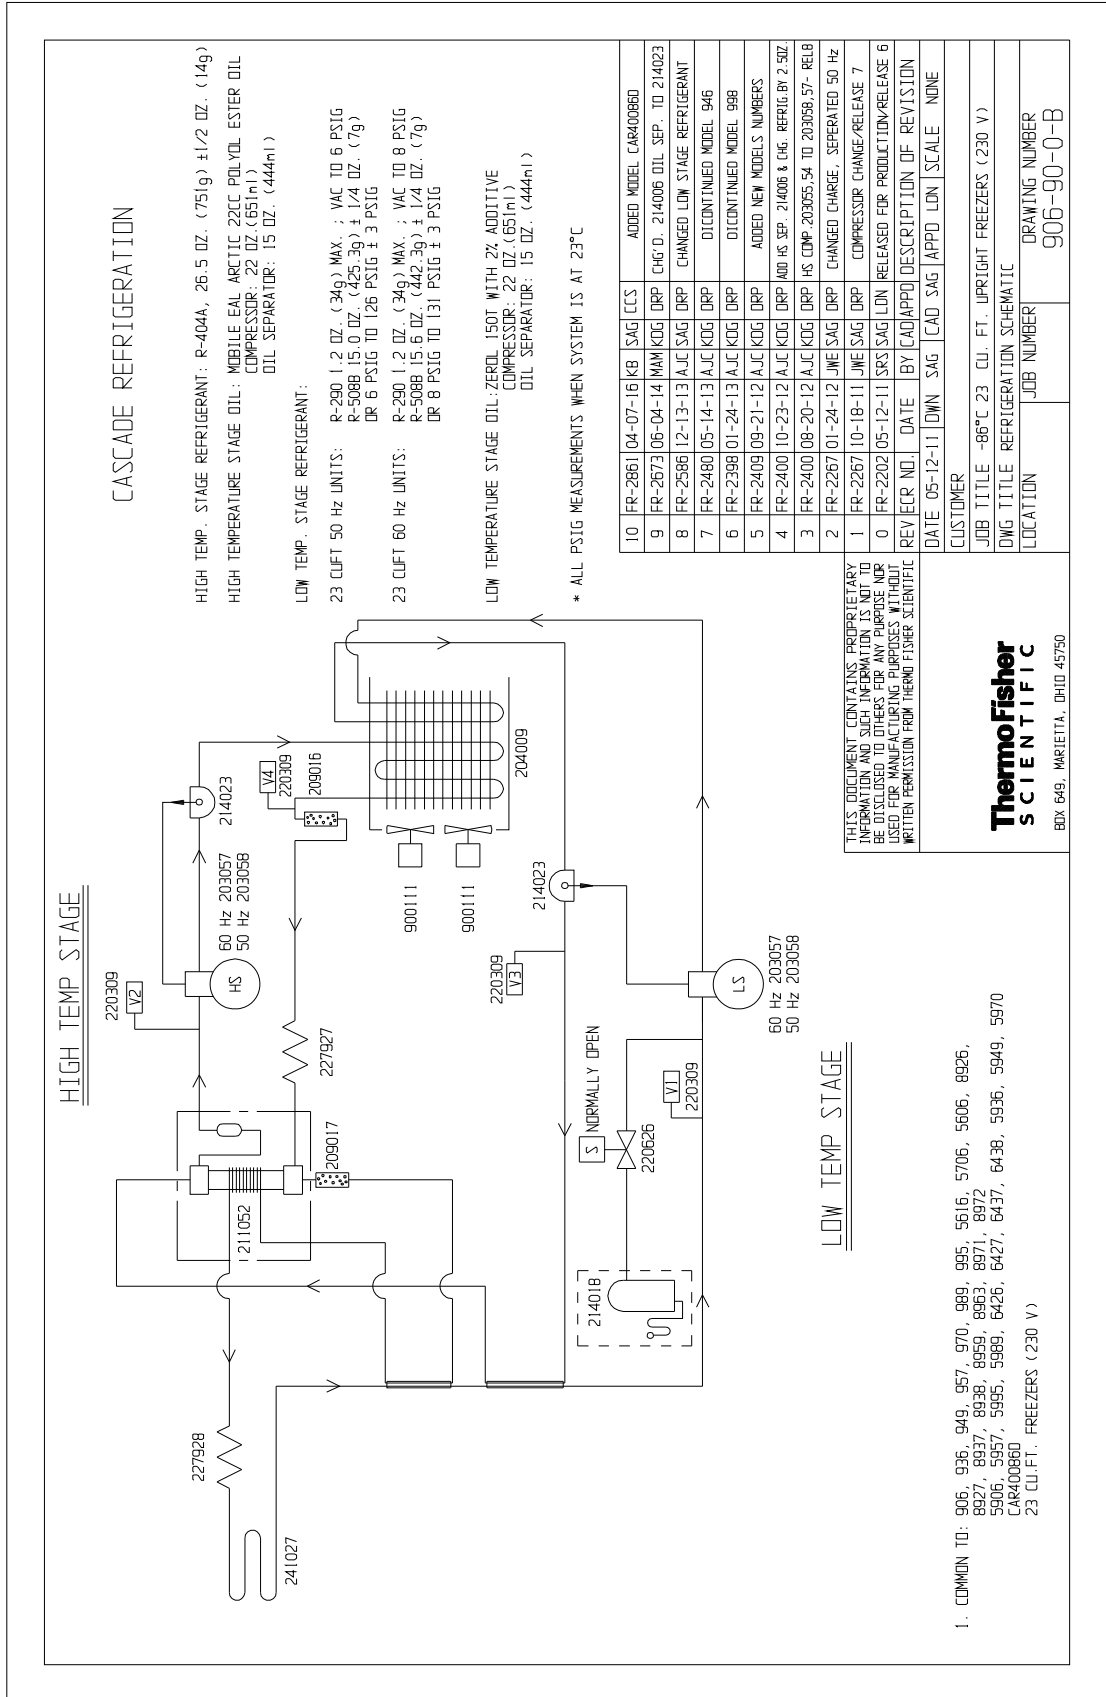 CASCADE REFRIGERATION
HIGH TEMP. STAGE REFRIGERANT: R-404A, 26.5 OZ. (751g) ±1/2 OZ. (14g)
HIGH TEMPERATURE STAGE OIL: MOBILE EAL ARCTIC 22CC POLYOL ESTER OIL
COMPRESSOR: 22 OZ.(651ml)
OIL SEPARATOR: 15 OZ. (444ml)
LOW TEMP. STAGE REFRIGERANT:
23 CUFT 50 Hz UNITS: R-290 1.2 OZ. (34g) MAX. ; VAC TO 6 PSIG
R-508B 15.0 OZ. (425.3g) ± 1/4 OZ. (7g)
OR 6 PSIG TO 126 PSIG ± 3 PSIG
23 CUFT 60 Hz UNITS: R-290 1.2 OZ. (34g) MAX. ; VAC TO 8 PSIG
R-508B 15.6 OZ. (442.3g) ± 1/4 OZ. (7g)
OR 8 PSIG TO 131 PSIG ± 3 PSIG
LOW TEMPERATURE STAGE OIL:ZEROL 150T WITH 2% ADDITIVE
COMPRESSOR: 22 OZ.(651ml)
OIL SEPARATOR: 15 OZ. (444ml)
* ALL PSIG MEASUREMENTS WHEN SYSTEM IS AT 23°C
HIGH TEMP STAGE
220309
V2
HS
60 Hz 203057
50 Hz 203058
214023
V4
220309
209016
204009
900111
900111
227927
209017
211052
227928
241027
214023
220309
V3
S NORMALLY OPEN
220626
V1
220309
LS
60 Hz 203057
50 Hz 203058
214018
LOW TEMP STAGE
1. COMMON TO: 906, 936, 949, 957, 970, 989, 995, 5616, 5706, 5606, 8926,
8927, 8937, 8938, 8959, 8963, 8971, 8972
5906, 5957, 5995, 5989, 6426, 6427, 6437, 6438, 5936, 5949, 5970
CAR40086D
23 CU.FT. FREEZERS (230 V)
10 FR-2861 04-07-16 KB SAG CCS ADDED MODEL CAR40086D
9 FR-2673 06-04-14 MAM KDG DRP CHG'D. 214006 OIL SEP. TO 214023
8 FR-2586 12-13-13 AJC SAG DRP CHANGED LOW STAGE REFRIGERANT
7 FR-2480 05-14-13 AJC KDG DRP DICONTINUED MODEL 946
6 FR-2398 01-24-13 AJC KDG DRP DICONTINUED MODEL 998
5 FR-2409 09-21-12 AJC KDG DRP ADDED NEW MODELS NUMBERS
4 FR-2400 10-23-12 AJC KDG DRP ADD HS SEP. 214006 & CHG. REFRIG.BY 2.5OZ.
3 FR-2400 08-20-12 AJC KDG DRP HS COMP.203055,54 TO 203058,57- REL8
2 FR-2267 01-24-12 JWE SAG DRP CHANGED CHARGE, SEPERATED 50 Hz
1 FR-2267 10-18-11 JWE SAG DRP COMPRESSOR CHANGE/RELEASE 7
0 FR-2202 05-12-11 SRS SAG LDN RELEASED FOR PRODUCTION/RELEASE 6
REV ECR NO. DATE BY CAD APPD DESCRIPTION OF REVISION
DATE 05-12-11 DWN SAG CAD SAG APPD LDN SCALE NONE
CUSTOMER
JOB TITLE -86°C 23 CU. FT. UPRIGHT FREEZERS (230 V)
DWG TITLE REFRIGERATION SCHEMATIC
LOCATION
JOB NUMBER
DRAWING NUMBER
906-90-0-B
THIS DOCUMENT CONTAINS PROPRIETARY
INFORMATION AND SUCH INFORMATION IS NOT TO
BE DISCLOSED TO OTHERS FOR ANY PURPOSE NOR
USED FOR MANUFACTURING PURPOSES WITHOUT
WRITTEN PERMISSION FROM THERMO FISHER SCIENTIFIC
ThermoFisher
SCIENTIFIC
BOX 649, MARIETTA, OHIO 45750